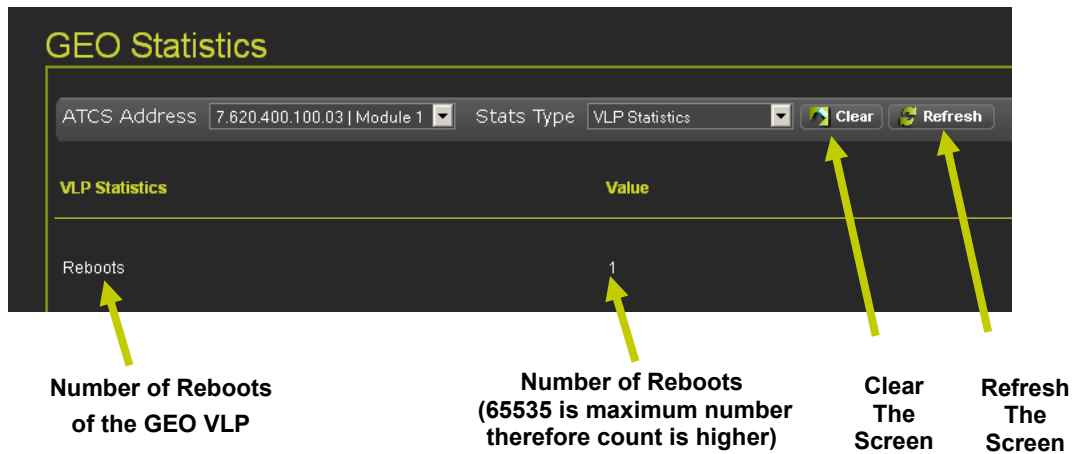 GEO Statistics
ATCS Address 7.620.400.100.03 | Module 1 Stats Type VLP Statistics Clear Refresh
VLP Statistics Value
Reboots 1
Number of Reboots
of the GEO VLP
Number of Reboots
(65535 is maximum number
therefore count is higher)
Clear
The
Screen
Refresh
The
Screen